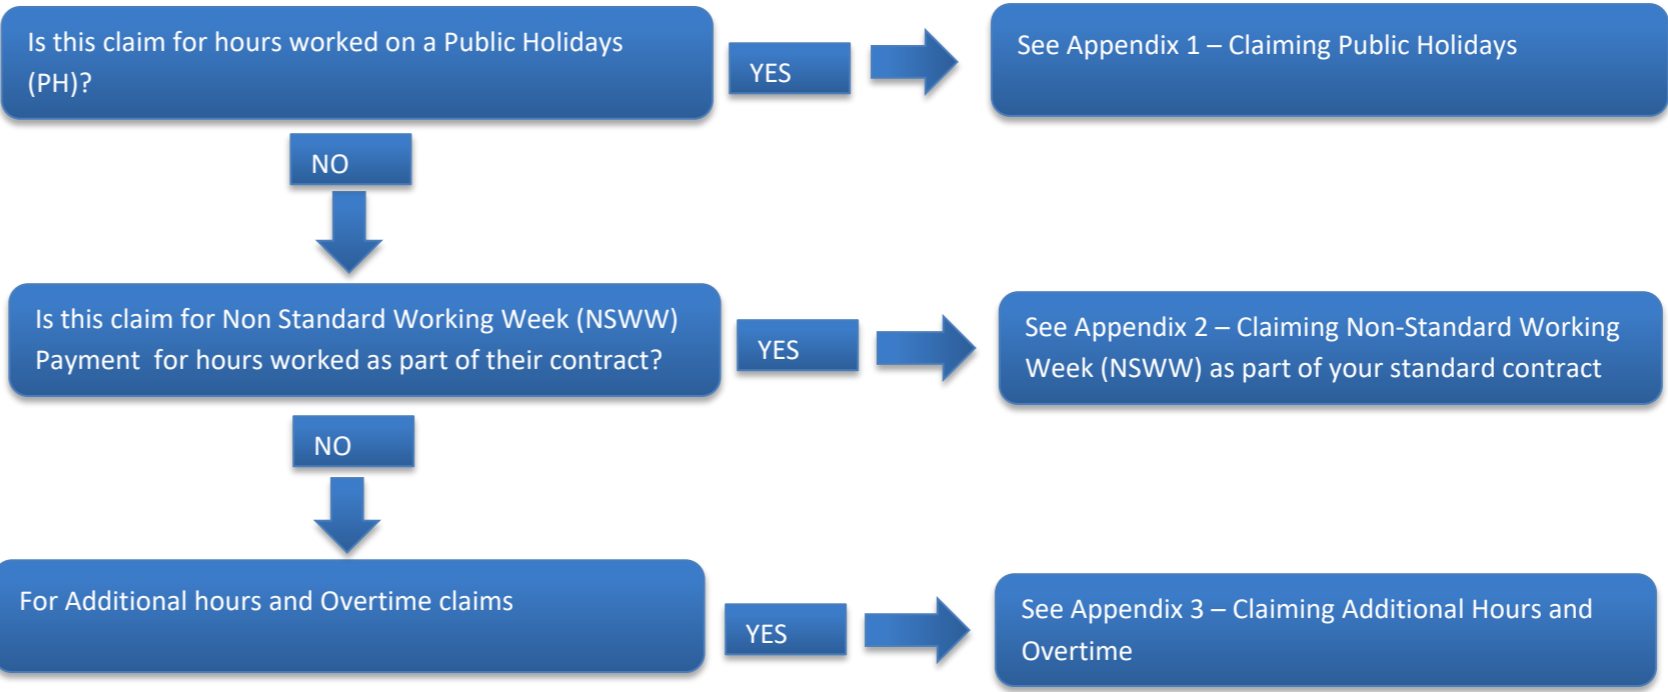 Is this claim for hours worked on a Public Holidays
(PH)?
YES
See Appendix 1 – Claiming Public Holidays
NO
Is this claim for Non Standard Working Week (NSWW)
Payment  for hours worked as part of their contract?
YES
See Appendix 2 – Claiming Non-Standard Working
Week (NSWW) as part of your standard contract
NO
For Additional hours and Overtime claims
YES
See Appendix 3 – Claiming Additional Hours and
Overtime